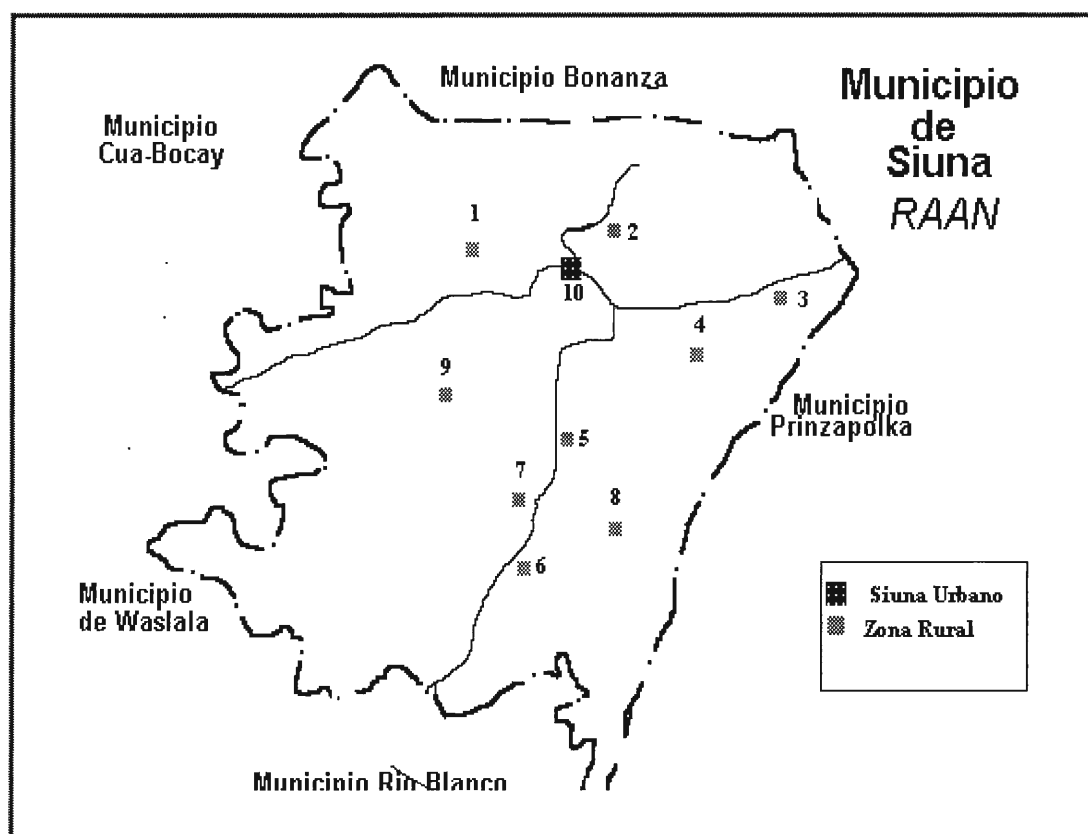 Municipio Bonanza
Municipio
de
Siuna
RAAN
Municipio
Cua-Bocay
1
2
10
3
4
9
Municipio
Prinzapolka
5
7
8
6
Municipio
de Waslala
Siuna Urbano
Zona Rural
Municipio Rio Blanco